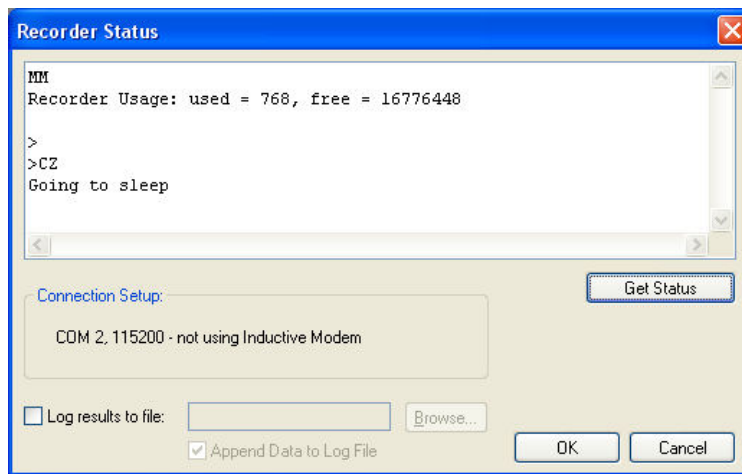 Recorder Status
MM
Recorder Usage: used = 768, free = 16776448
>
>CZ
Going to sleep
Get Status
Connection Setup:
COM 2, 115200 - not using Inductive Modem
Log results to file:
Browse...
Append Data to Log File
OK
Cancel